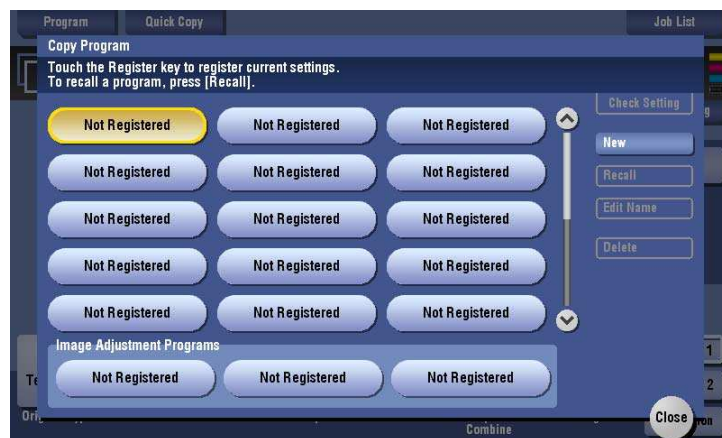 Program Quick Copy Job List
Copy Program
Touch the Register key to register current settings.
To recall a program, press [Recall].
Check Setting
Not Registered Not Registered Not Registered
New
Not Registered Not Registered Not Registered
Recall
Not Registered Not Registered Not Registered
Edit Name
Not Registered Not Registered Not Registered
Delete
Not Registered Not Registered Not Registered
Image Adjustment Programs
Not Registered Not Registered Not Registered
1
2
Close
Combine